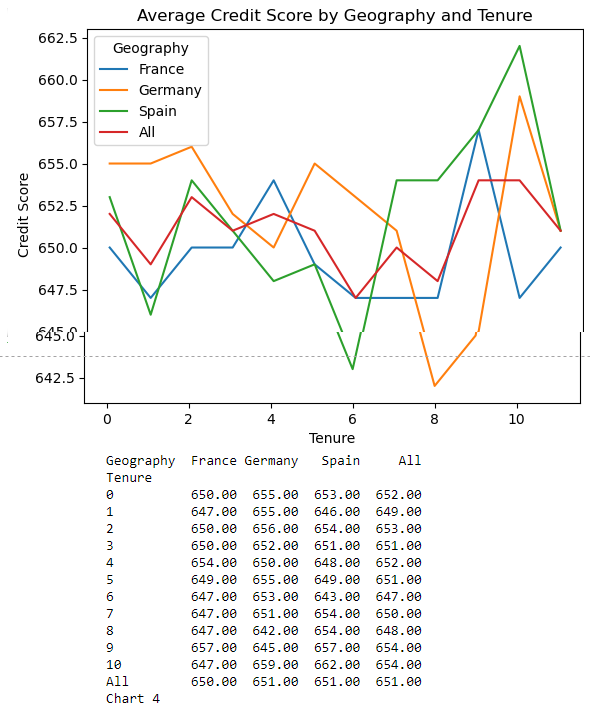 Average Credit Score by Geography and Tenure
662.5
660.0
657.5
655.0
652.5
650.0
647.5
645.0
645.0
642.5
Credit Score
Geography
France
Germany
Spain
All
0 2 4 6 8 10
Tenure
Geography France Germany Spain All
Tenure
0 650.00 655.00 653.00 652.00
1 647.00 655.00 646.00 649.00
2 650.00 656.00 654.00 653.00
3 650.00 652.00 651.00 651.00
4 654.00 650.00 648.00 652.00
5 649.00 655.00 649.00 651.00
6 647.00 653.00 643.00 647.00
7 647.00 651.00 654.00 650.00
8 647.00 642.00 654.00 648.00
9 657.00 645.00 657.00 654.00
10 647.00 659.00 662.00 654.00
All 650.00 651.00 651.00 651.00
Chart 4